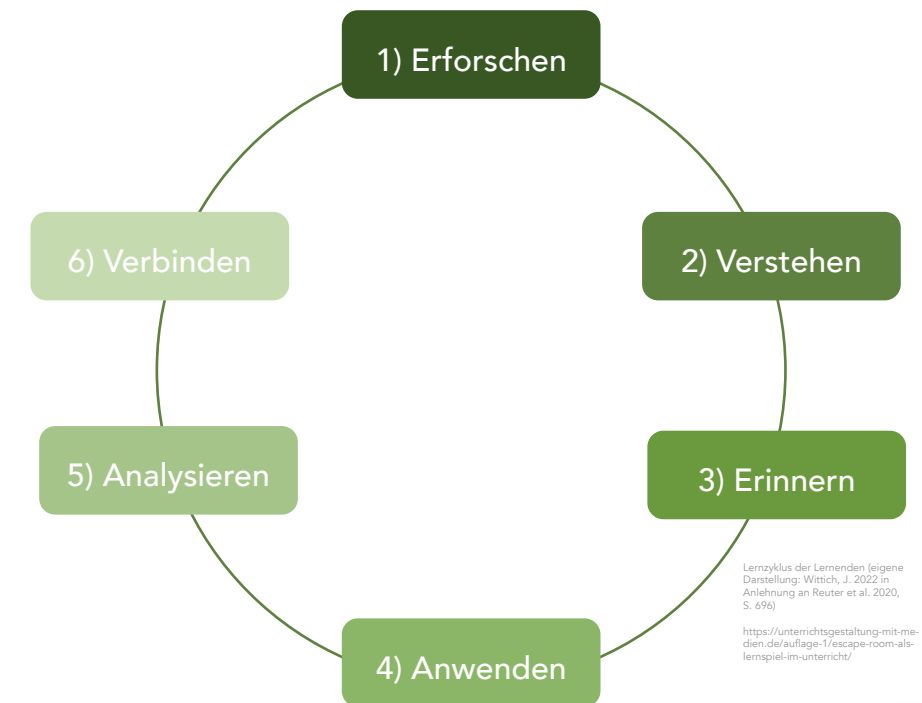 1) Erforschen
2) Verstehen
3) Erinnern
4) Anwenden
5) Analysieren
6) Verbinden
Lernzyklus der Lernenden (eigene
Darstellung: Wittich, J. 2022 in
Anlehnung an Reuter et al. 2020,
S. 696)
https://unterrichtsgestaltung-mit-me-
dien.de/auflage-1/escape-room-als-
lernspiel-im-unterricht/